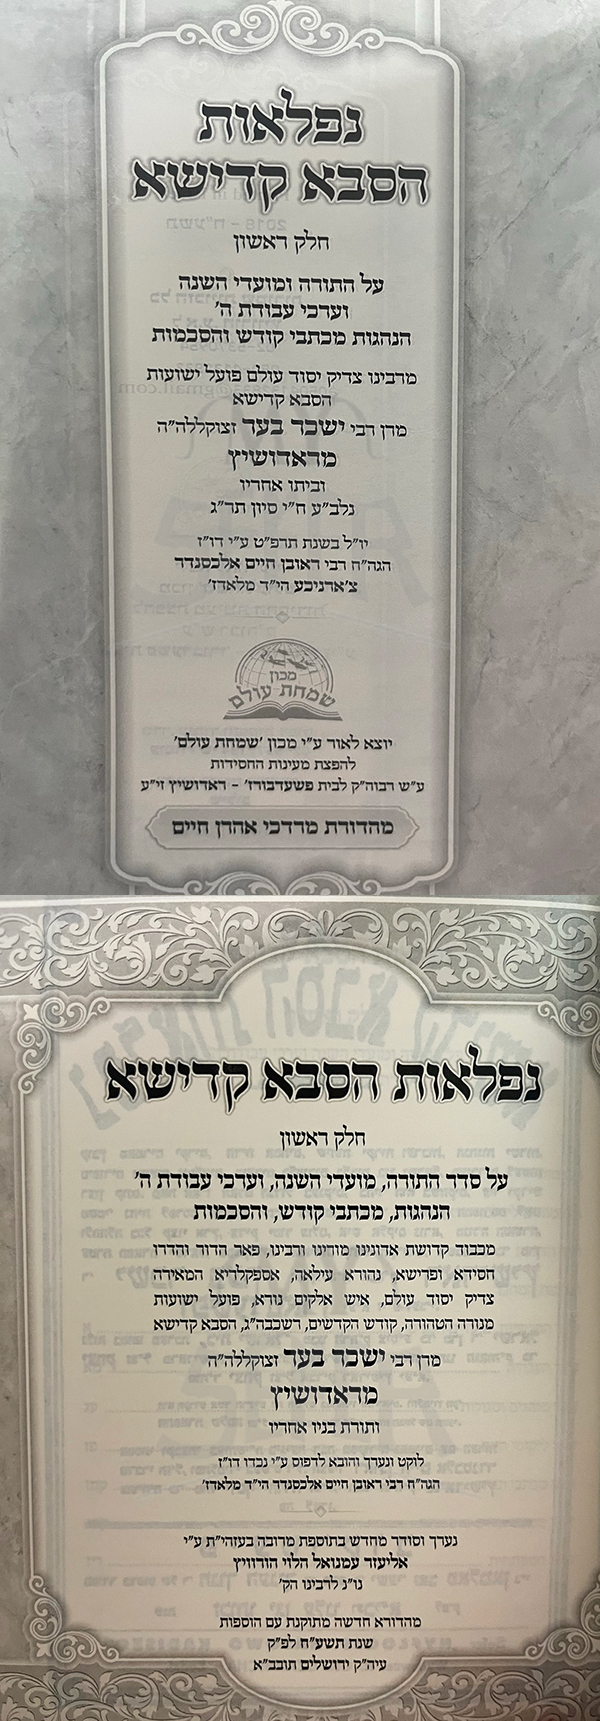 נפלאות
הסבא קדישא
חלק ראשון
על התורה ומועדי השנה
ודרכי עבודת ה'
הנהגות מכתבי קודש והסכמות
מרבינו צדיק יסוד עולם פועל ישועות
הסבא קדישא
מרן רבי ישכר בער זצוקללה"ה
מראדושיץ
וביתו אחריו
נלב"ע ח"י סיון תר"ג
יו"ל בשנת תרפ"ט ע"י דו"ז
הגה"ח רבי ראובן חיים אלכסנדר
צ'ארניכע הי"ד מלאדז'
מכון
שמחת עולם
יוצא לאור ע"י מכון 'שמחת עולם'
להפצת מעינות החסידות
ע"ש רבוה"ק לבית פשעדבורז' - ראדושיץ זי"ע
מהדורת מרדכי אהרן חיים
נפלאות הסבא קדישא
חלק ראשון
על סדר התורה, מועדי השנה, ודרכי עבודת ה'
הנהגות, מכתבי קודש, והסכמות
מכבוד קדושת אדונינו מורינו ורבינו, פאר הדור והדרו
חסידא ופרישא, נהורא עילאה, אספקלריא המאירה
צדיק יסוד עולם, איש אלקים נורא, פועל ישועות
מנורה הטהורה, קודש הקדשים, רשכבה"ג, הסבא קדישא
מרן רבי ישכר בער זצוקללה"ה
מראדושיץ
ותורת בניו אחריו
לוקט ונערך והובא לדפוס ע"י נכדו דו"ז
הגה"ח רבי ראובן חיים אלכסנדר הי"ד מלאדז'
נערך וסודר מחדש בתוספת מרובה בעזהי"ת ע"י
אליעזר עמנואל הלוי הורוויץ
נו"נ לרבינו הק'
מהדורא חדשה מתוקנת עם הוספות
שנת תשע"ח לפ"ק
עיה"ק ירושלים תובב"א